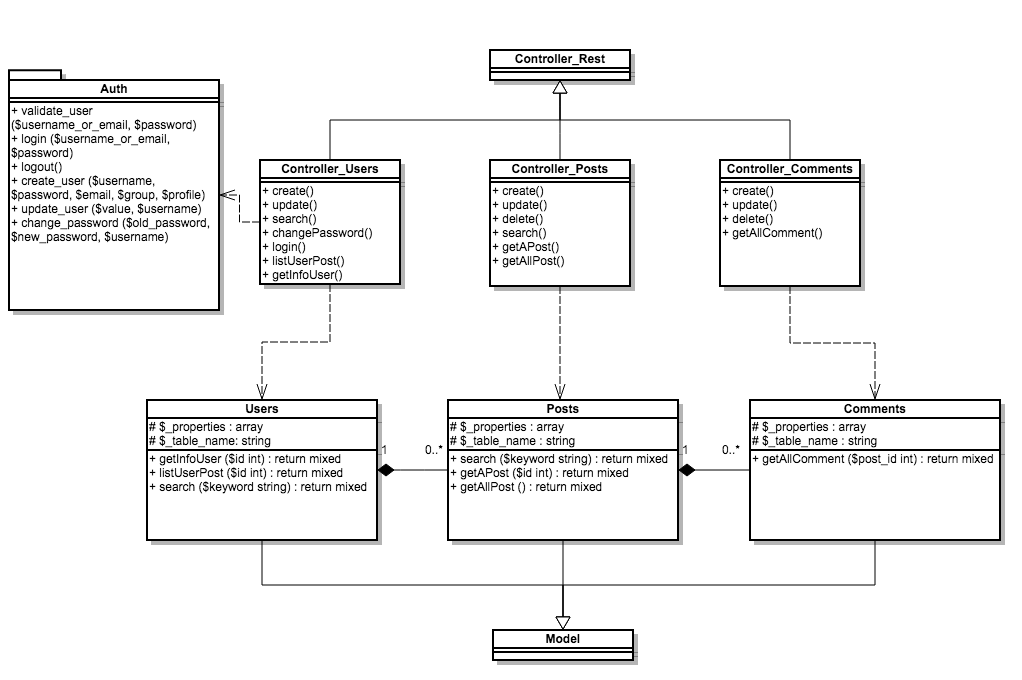 Controller_Rest
Auth
+ validate_user
($username_or_email, $password)
+ login ($username_or_email,
$password)
+ logout()
+ create_user ($username,
$password, $email, $group, $profile)
+ update_user ($value, $username)
+ change_password ($old_password,
$new_password, $username)
Controller_Users
+ create()
+ update()
+ search()
+ changePassword()
+ login()
+ listUserPost()
+ getInfoUser()
Controller_Posts
+ create()
+ update()
+ delete()
+ search()
+ getAPost()
+ getAllPost()
Controller_Comments
+ create()
+ update()
+ delete()
+ getAllComment()
Users
# $_properties : array
# $_table_name: string
+ getInfoUser ($id int) : return mixed
+ listUserPost ($id int) : return mixed
+ search ($keyword string) : return mixed
1
0..*
Posts
# $_properties : array
# $_table_name : string
+ search ($keyword string) : return mixed
+ getAPost ($id int) : return mixed
+ getAllPost () : return mixed
1
0..*
Comments
# $_properties : array
# $_table_name : string
+ getAllComment ($post_id int) : return mixed
Model